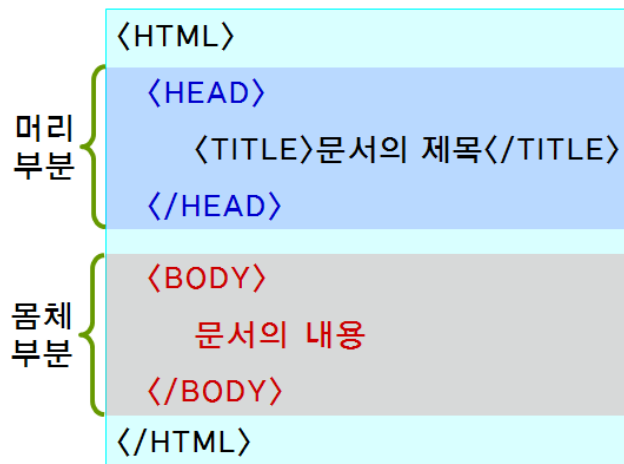 〈HTML〉
〈HEAD〉
머리
부분
〈TITLE〉문서의 제목〈/TITLE〉
〈/HEAD〉
〈BODY〉
몸체
부분
문서의 내용
〈/BODY〉
〈/HTML〉